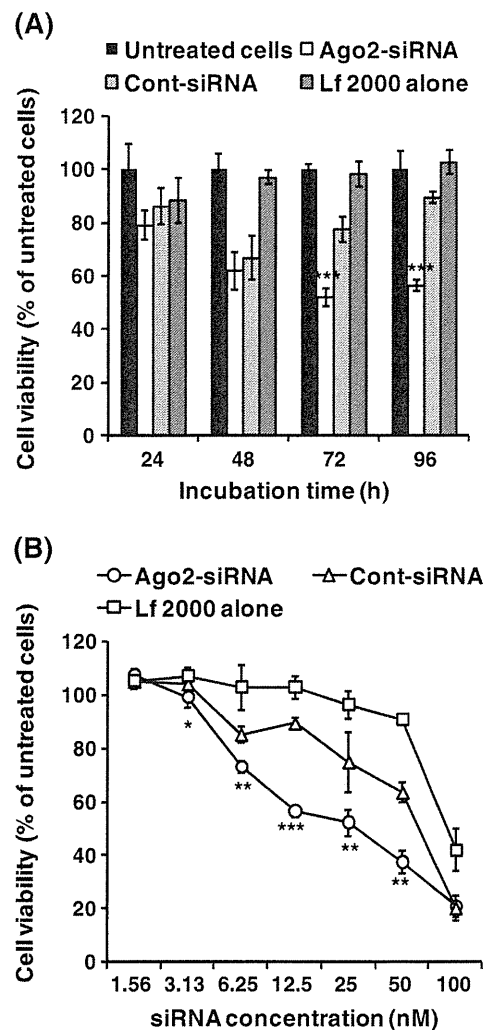 (A)
Untreated cells Ago2-siRNA
Cont-siRNA Lf 2000 alone
Cell viability (% of untreated cells)
120
100
80
60
40
20
0
***
***
24 48 72 96
Incubation time (h)
(B)
Ago2-siRNA Cont-siRNA
Lf 2000 alone
Cell viability (% of untreated cells)
120
100
80
60
40
20
0
*
**
***
**
**
1.56 3.13 6.25 12.5 25 50 100
siRNA concentration (nM)